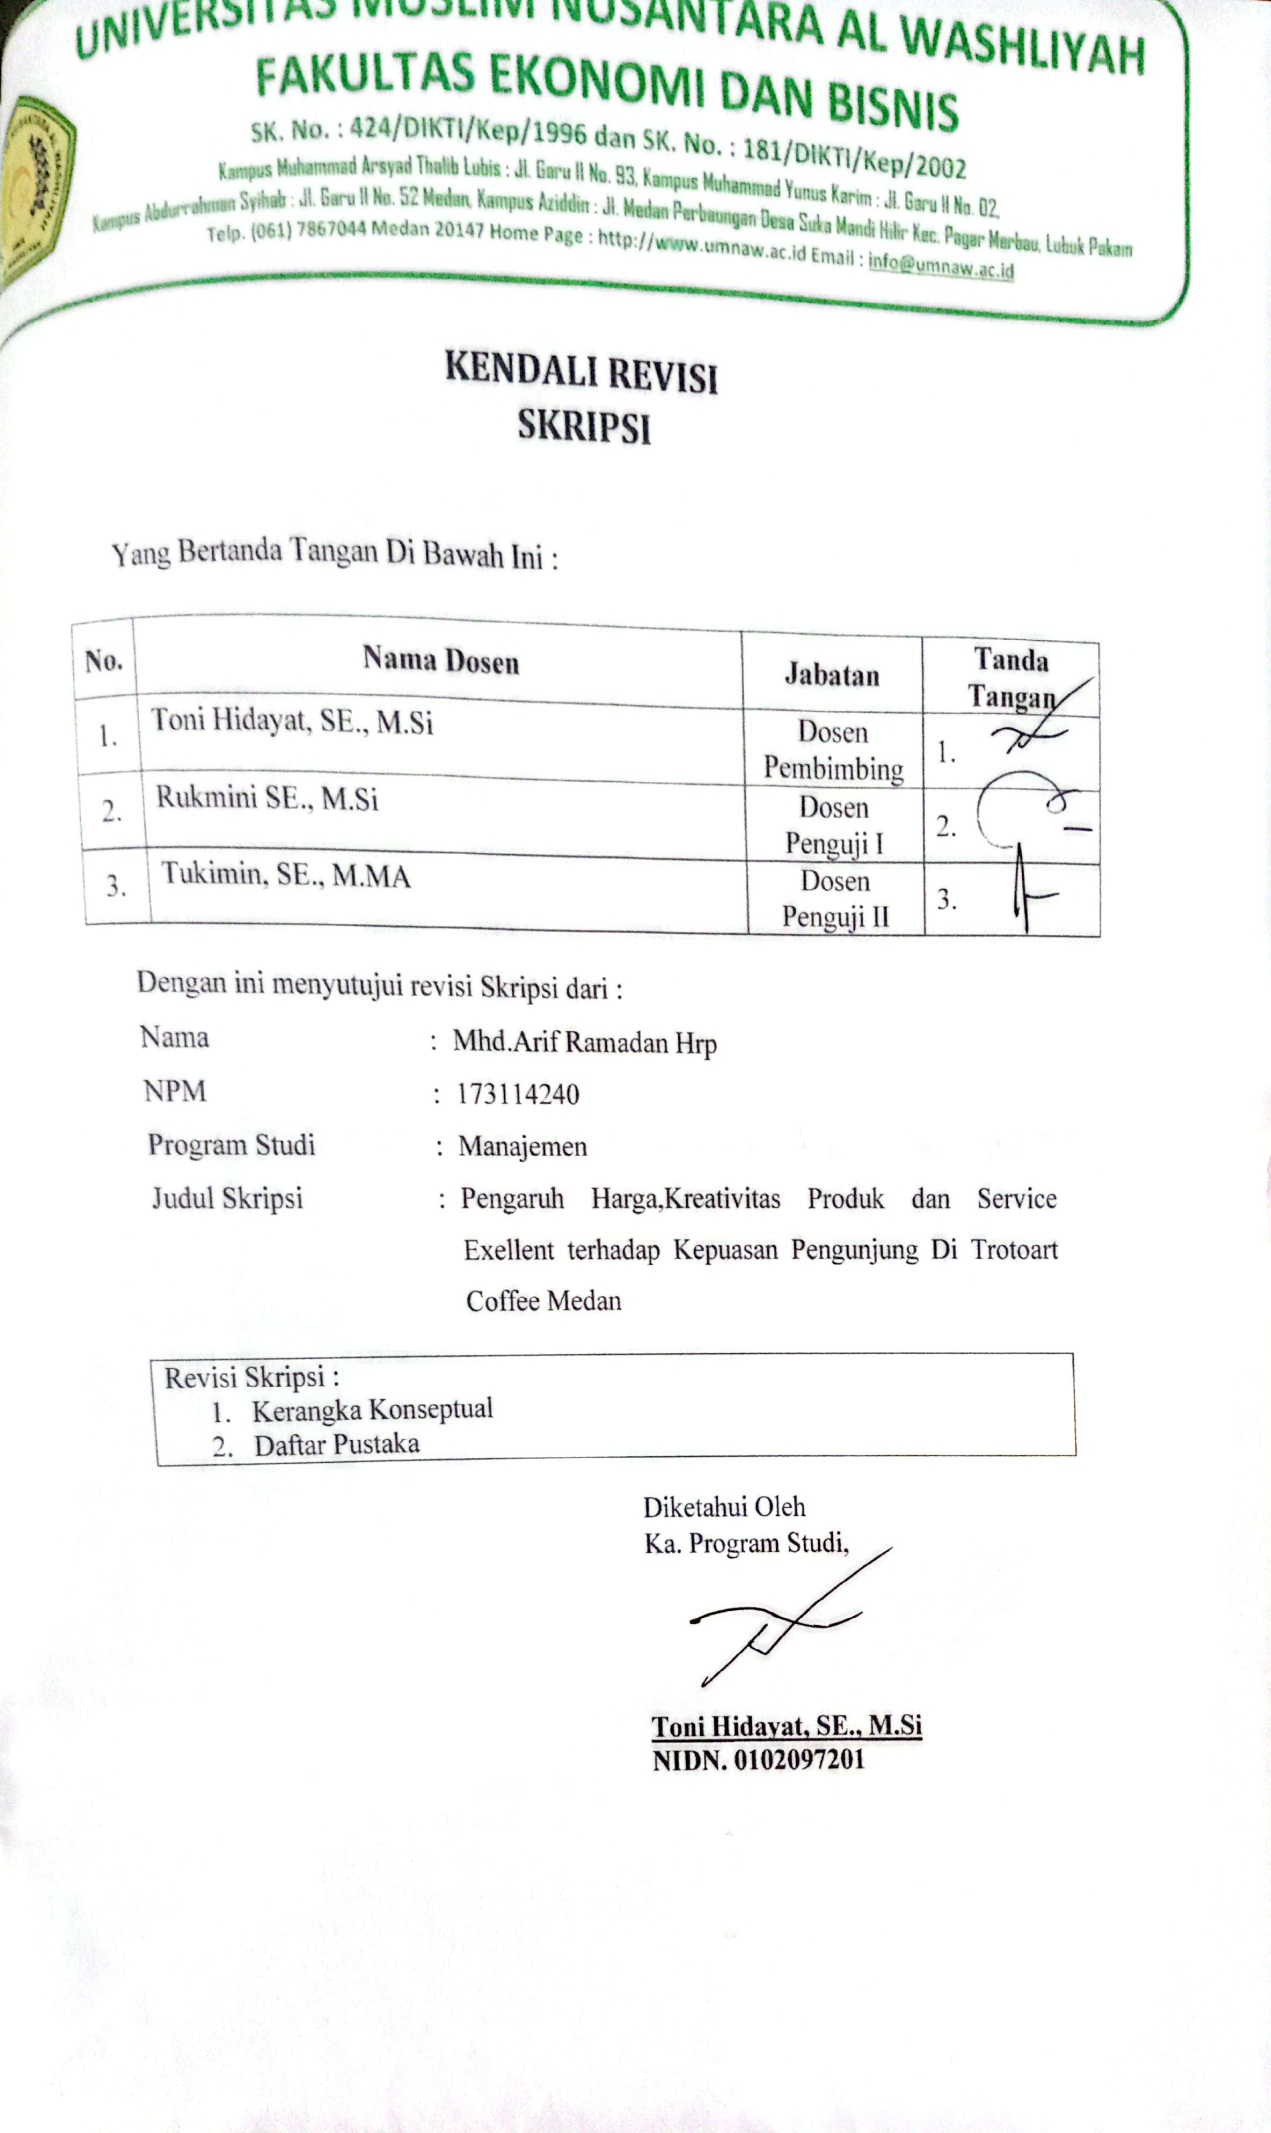 UNIVERSITAS MUSLIM NUSANTARA AL WASHLIYAH
FAKULTAS EKONOMI DAN BISNIS
SK. No. : 424/DIKTI/Kep/1996 dan SK. No. : 181/DIKTI/Kep/2002
Kampus Muhammad Arsyad Thalib Lubis : Jl. Garu II No. 93, Kampus Muhammad Yunus Karim : Jl. Garu II No. 02,
Kampus Abdurrahman Syihab : Jl. Garu II No. 52 Medan, Kampus Aziddin : Jl. Medan Perbaungan Desa Suka Mandi Hilir Kec. Pagar Merbau, Lubuk Pakam
Telp. (061) 7867044 Medan 20147 Home Page : http://www.umnaw.ac.id Email : info@umnaw.ac.id
KENDALI REVISI
SKRIPSI
Yang Bertanda Tangan Di Bawah Ini :
No. Nama Dosen Jabatan Tanda Tangan
1. Toni Hidayat, SE., M.Si Dosen Pembimbing 1.
2. Rukmini SE., M.Si Dosen Penguji I 2.
3. Tukimin, SE., M.MA Dosen Penguji II 3.
Dengan ini menyutujui revisi Skripsi dari :
Nama : Mhd.Arif Ramadan Hrp
NPM : 173114240
Program Studi : Manajemen
Judul Skripsi : Pengaruh Harga,Kreativitas Produk dan Service
Exellent terhadap Kepuasan Pengunjung Di Trotoart
Coffee Medan
Revisi Skripsi :
1. Kerangka Konseptual
2. Daftar Pustaka
Diketahui Oleh
Ka. Program Studi,
Toni Hidayat, SE., M.Si
NIDN. 0102097201